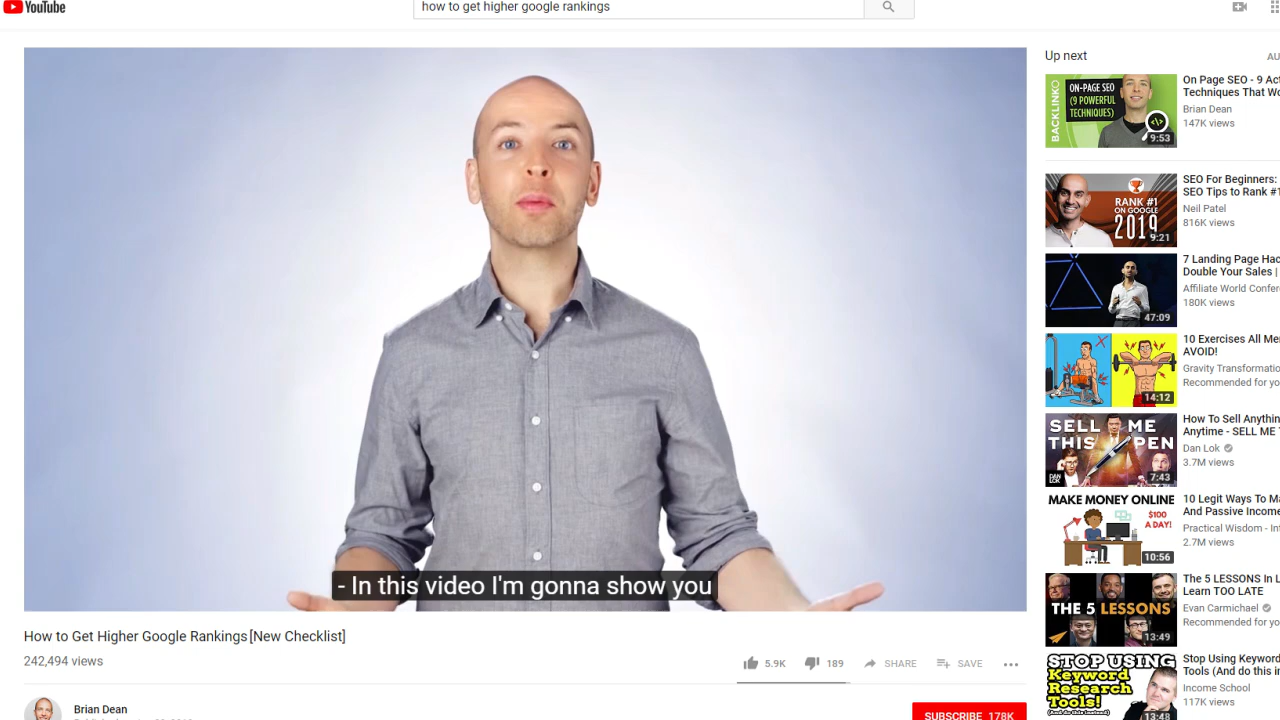 YouTube
how to get higher google rankings
- In this video I'm gonna show you
How to Get Higher Google Rankings [New Checklist]
242,494 views
5.9K
189
SHARE
SAVE
Brian Dean
SUBSCRIBE 178K
Up next
AU
BACKLINKO
ON-PAGE SEO
(9 POWERFUL
TECHNIQUES)
9:53
On Page SEO - 9 Act
Techniques That Wo
Brian Dean
147K views
RANK #1
ON GOOGLE
2019
9:21
SEO For Beginners:
SEO Tips to Rank #1
Neil Patel
816K views
47:09
7 Landing Page Hac
Double Your Sales |
Affiliate World Confer
180K views
14:12
10 Exercises All Me
AVOID!
Gravity Transformatio
Recommended for yo
SELL ME
THIS PEN
DAN
LOK
7:43
How To Sell Anythin
Anytime - SELL ME
Dan Lok
3.7M views
MAKE MONEY ONLINE
$100
A DAY!
10:56
10 Legit Ways To Ma
And Passive Income
Practical Wisdom - Int
2.7M views
THE 5 LESSONS
13:49
The 5 LESSONS In L
Learn TOO LATE
Evan Carmichael
Recommended for yo
STOP USING
Keyword
Research
Tools!
(And do this instead)
13:48
Stop Using Keyword
Tools (And do this in
Income School
117K views